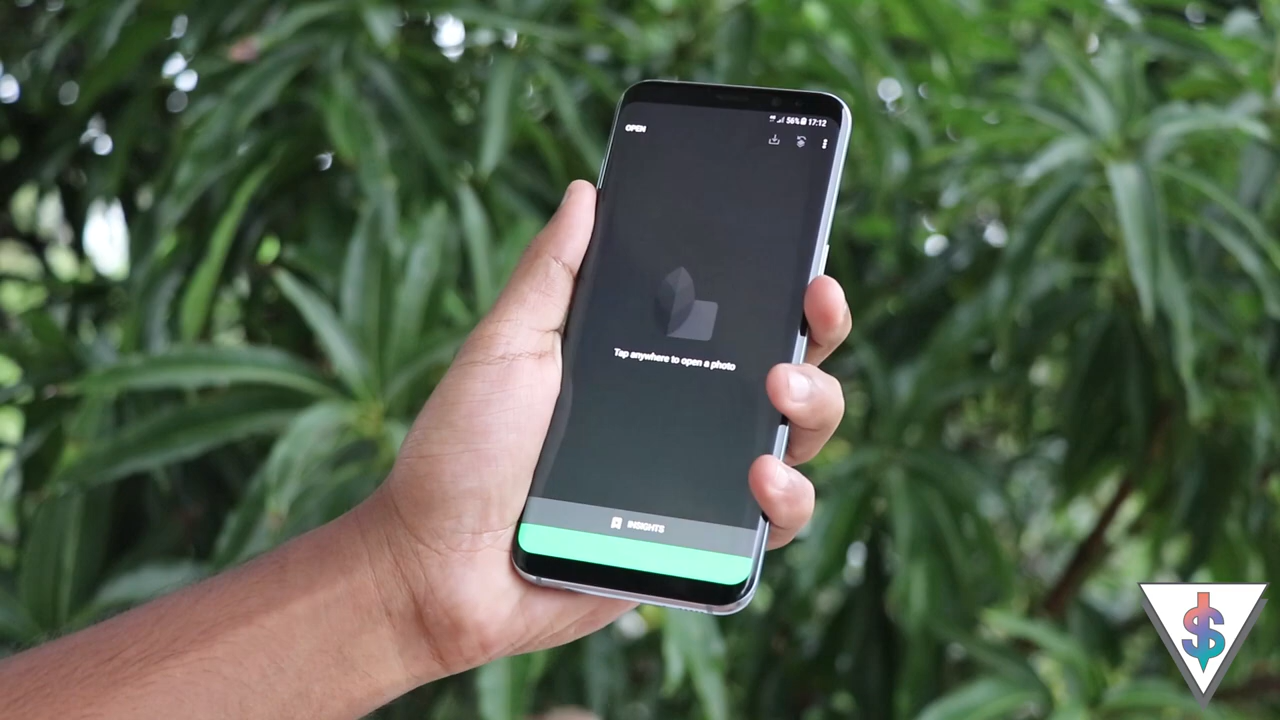 56% 17:12
OPEN
Tap anywhere to open a photo
INSIGHTS
$